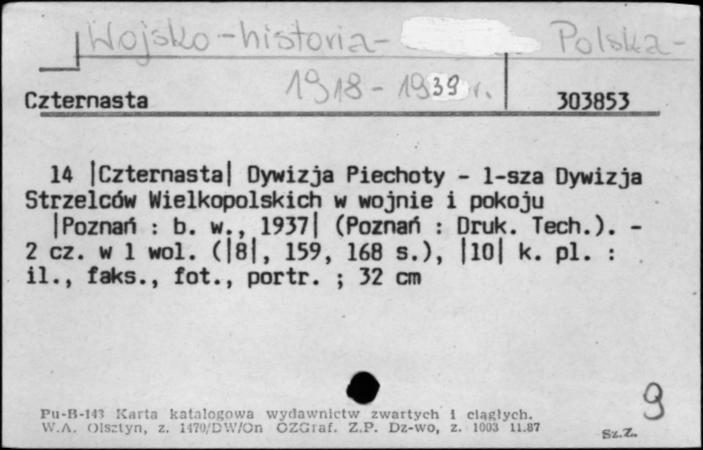 Wojsko - historia - Polska -
1918 - 1939 r.
Czternasta 303853
14 |Czternasta| Dywizja Piechoty - 1-sza Dywizja
Strzelców Wielkopolskich w wojnie i pokoju
|Poznań : b. w., 1937| (Poznań : Druk. Tech.). -
2 cz. w 1 wol. (|8|, 159, 168 s.), |10| k. pl. :
il., faks., fot., portr. ; 32 cm
9
Pu-B-143 Karta katalogowa wydawnictw zwartych i ciągłych.
W.A. Olsztyn, z. 1470/DW/On OZGraf. Z.P. Dz-wo, z. 1003 11.87
Sz.Z.